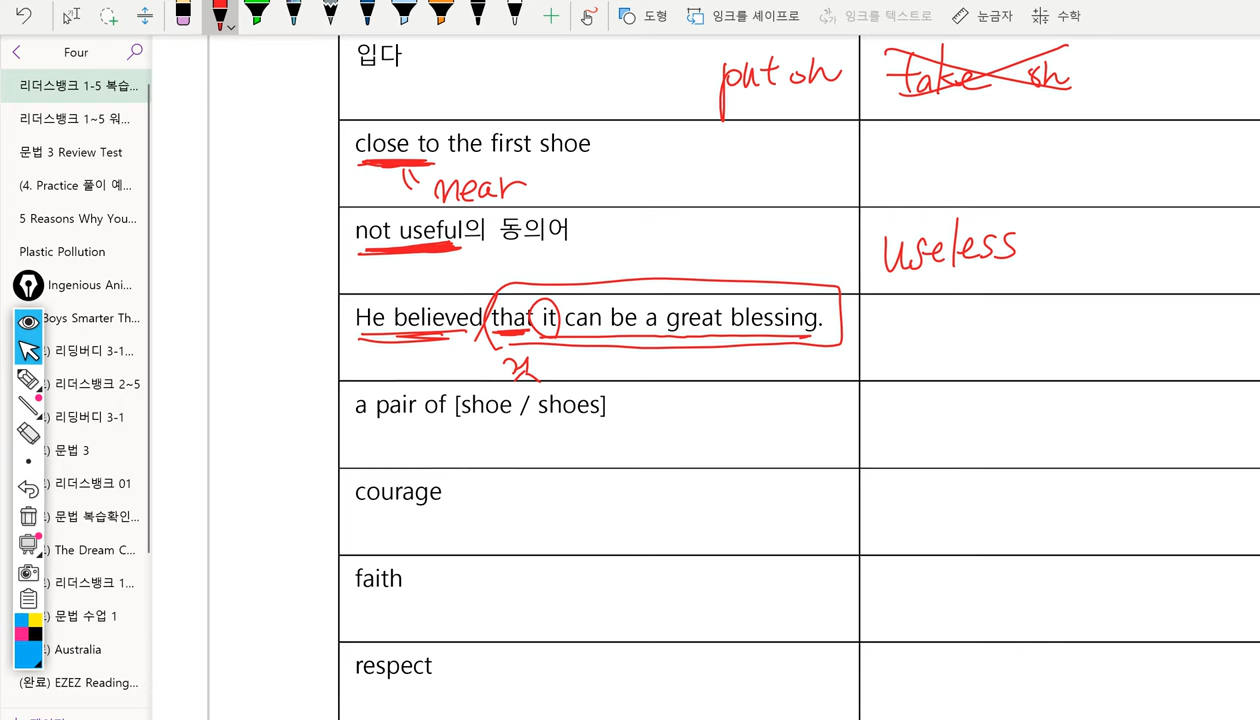 도형
잉크를 셰이프로
잉크를 텍스트로
눈금자
수학
Four
리더스뱅크 1-5 복습...
리더스뱅크 1~5 워...
문법 3 Review Test
(4. Practice 풀이 예...
5 Reasons Why You...
Plastic Pollution
Ingenious Ani...
Boys Smarter Th...
) 리딩버디 3-1...
) 리더스뱅크 2~5
) 리딩버디 3-1
) 문법 3
) 리더스뱅크 01
) 문법 복습확인...
) The Dream C...
) 리더스뱅크 1...
) 문법 수업 1
) Australia
(완료) EZEZ Reading...
입다
put on
take
close to the first shoe
near
not useful의 동의어
useless
He believed that it can be a great blessing.
것
a pair of [shoe / shoes]
courage
faith
respect